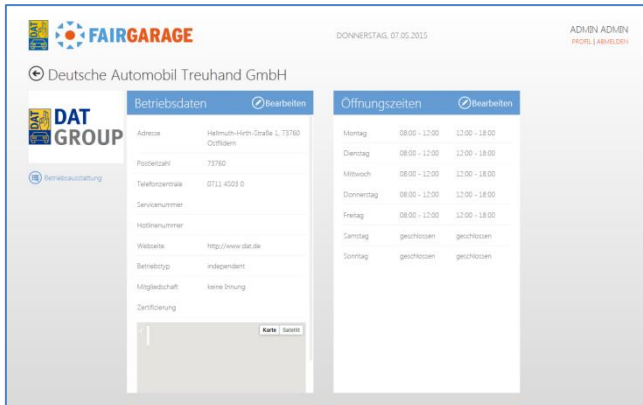 DAT
FAIRGARAGE
DONNERSTAG, 07.05.2015
ADMIN ADMIN
PROFIL | ABMELDEN
Deutsche Automobil Treuhand GmbH
DAT
DAT
GROUP
Betriebsausstattung
Betriebsdaten Bearbeiten
Adresse Hellmuth-Hirth-Straße 1, 73760
Ostfildern
Postleitzahl 73760
Telefonzentrale 0711 4503 0
Servicenummer
Hotlinenummer
Webseite http://www.dat.de
Betriebstyp independent
Mitgliedschaft keine Innung
Zertifizierung
Karte Satellit
Öffnungszeiten Bearbeiten
Montag 08:00 - 12:00 12:00 - 18:00
Dienstag 08:00 - 12:00 12:00 - 18:00
Mittwoch 08:00 - 12:00 12:00 - 18:00
Donnerstag 08:00 - 12:00 12:00 - 18:00
Freitag 08:00 - 12:00 12:00 - 18:00
Samstag geschlossen geschlossen
Sonntag geschlossen geschlossen